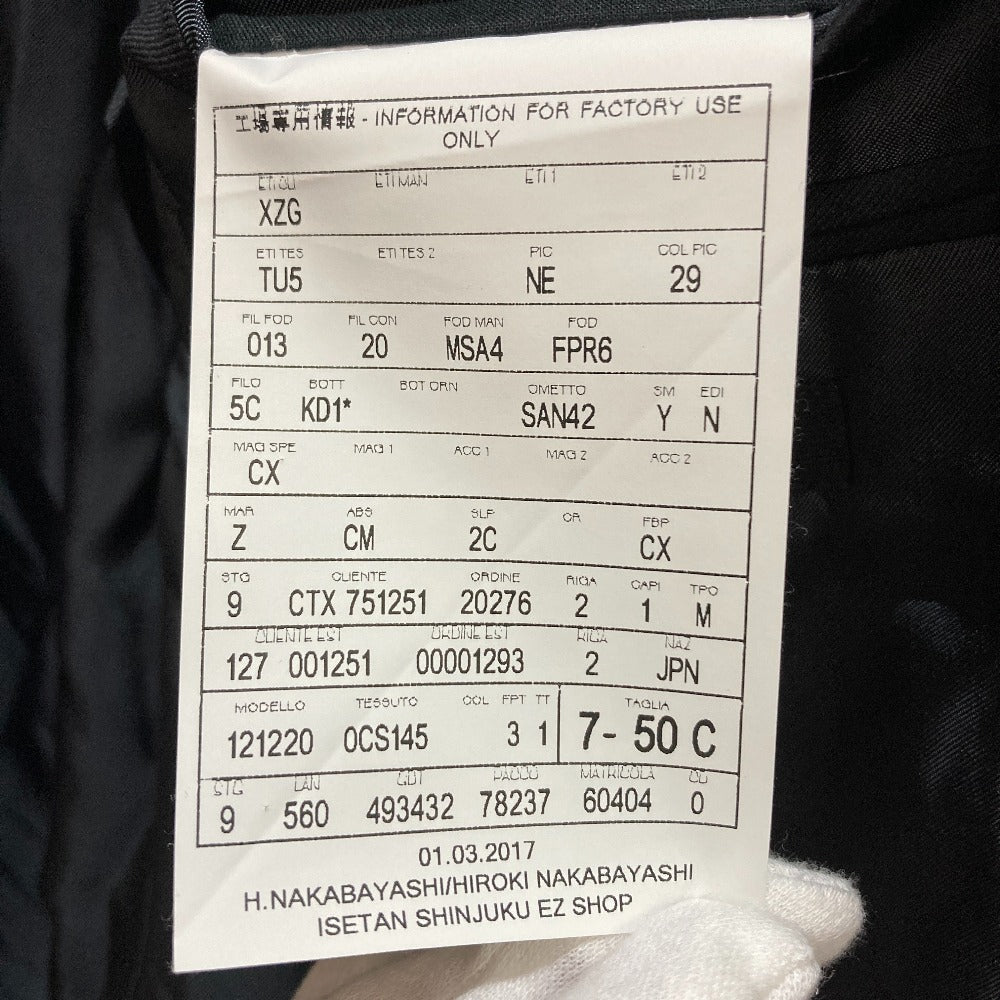 工場專用情報 - INFORMATION FOR FACTORY USE
ONLY
ETI CU ETI MAN ETI 1 ETI 2
XZG
ETI TES ETI TES 2 PIC COL PIC
TU5 NE 29
FIL FOD FIL CON FOD MAN FOD
013 20 MSA4 FPR6
FILO BOTT BOT ORN OMETTO SM EDI
5C KD1* SAN42 Y N
MAG SPE MAG 1 ACC 1 MAG 2 ACC 2
CX
MAR ABS SLP OR FBP
Z CM 2C CX
STG CLIENTE ORDINE RIGA CAPI TPO
9 CTX 751251 20276 2 1 M
CLIENTE EST ORDINE EST RIGA NAZ
127 001251 00001293 2 JPN
MODELLO TESSUTO COL FPT TT TAGLIA
121220 0CS145 3 1 7- 50 C
STG LAN GDT PACCO MATRICOLA
9 560 493432 78237 60404 0
01.03.2017
H.NAKABAYASHI/HIROKI NAKABAYASHI
ISETAN SHINJUKU EZ SHOP